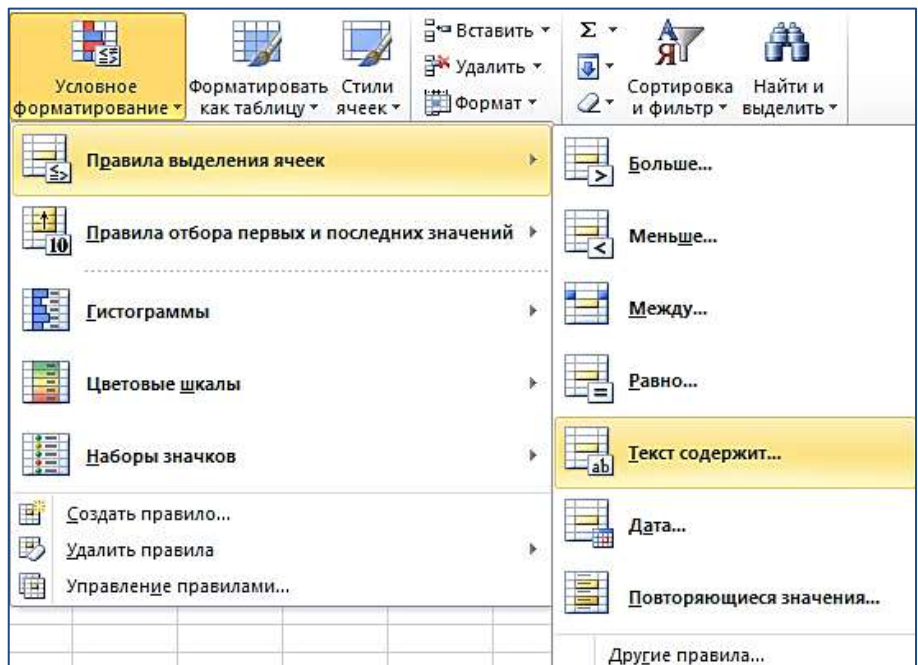 Условное
форматирование
Форматировать
как таблицу
Стили
ячеек
Вставить
Удалить
Формат
Σ
А
Я
Сортировка
и фильтр
Найти и
выделить
Правила выделения ячеек
Правила отбора первых и последних значений
10
Гистограммы
Цветовые шкалы
Наборы значков
Создать правило...
Удалить правила
Управление правилами...
Больше...
>
Меньше...
<
Между...
Равно...
=
Текст содержит...
ab
Дата...
Повторяющиеся значения...
Другие правила...